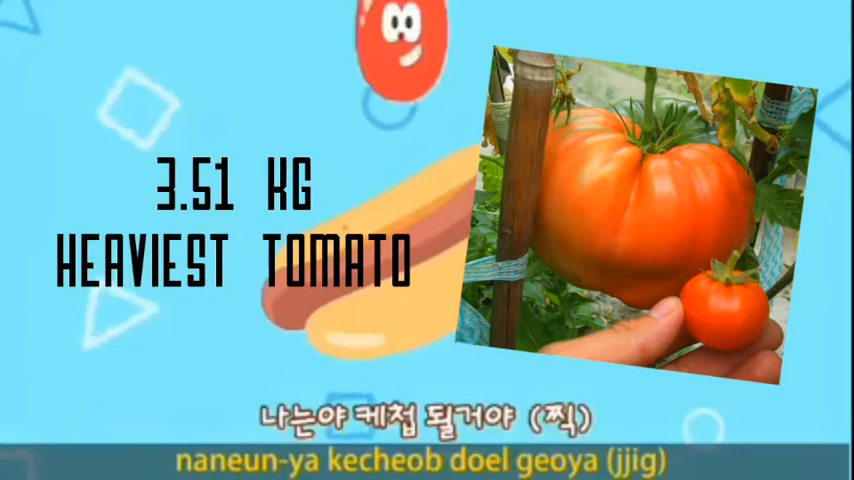 3.51 KG
HEAVIEST TOMATO
나는야 케첩 될거야 (찍)
naneun-ya kecheob doel geoya (jjig)